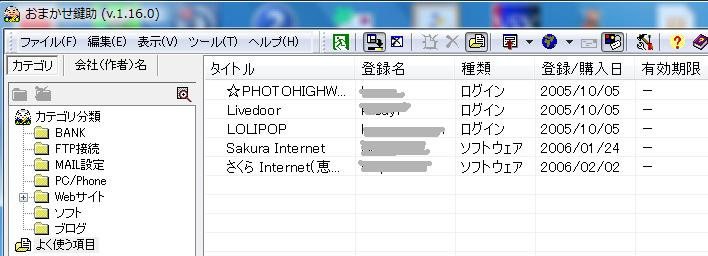 おまかせ鍵助 (v.1.16.0)
ファイル(F) 編集(E) 表示(V) ツール(T) ヘルプ(H)
カテゴリ 会社(作者)名
タイトル 登録名 種類 登録/購入日 有効期限
☆PHOTOHIGHW... ログイン 2005/10/05 ー
Livedoor ログイン 2005/10/05 ー
LOLIPOP ログイン 2005/10/05 ー
Sakura Internet ソフトウェア 2006/01/24 ー
さくら Internet(恵... ソフトウェア 2006/02/02 ー
カテゴリ分類
BANK
FTP接続
MAIL設定
PC/Phone
Webサイト
ソフト
ブログ
よく使う項目